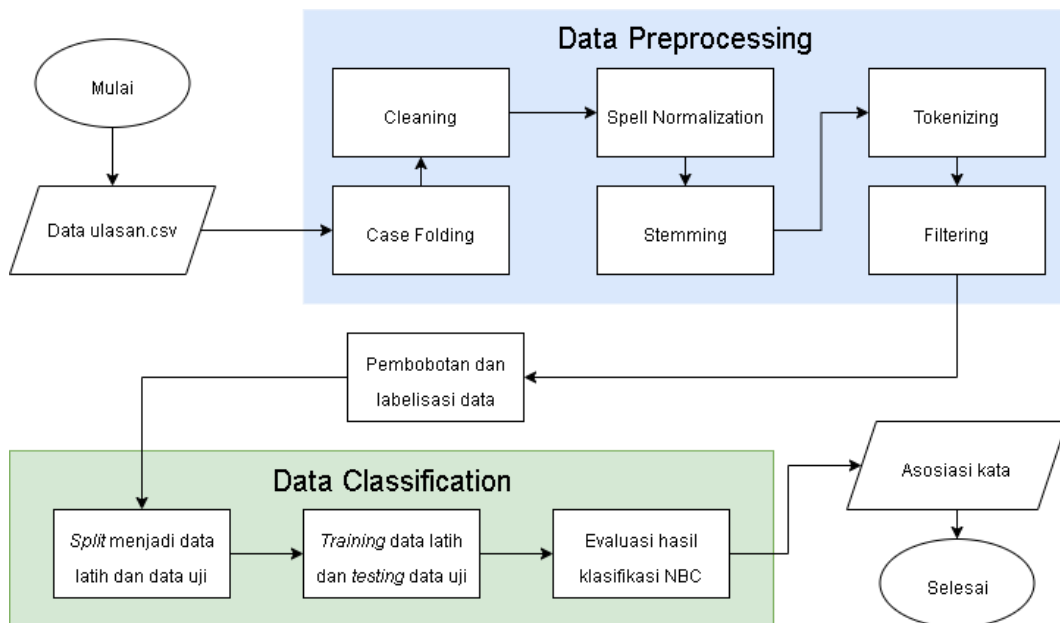 Data Preprocessing
Mulai
Data ulasan.csv
Case Folding
Cleaning
Spell Normalization
Stemming
Tokenizing
Filtering
Pembobotan dan
labelisasi data
Data Classification
Split menjadi data
latih dan data uji
Training data latih
dan testing data uji
Evaluasi hasil
klasifikasi NBC
Asosiasi kata
Selesai